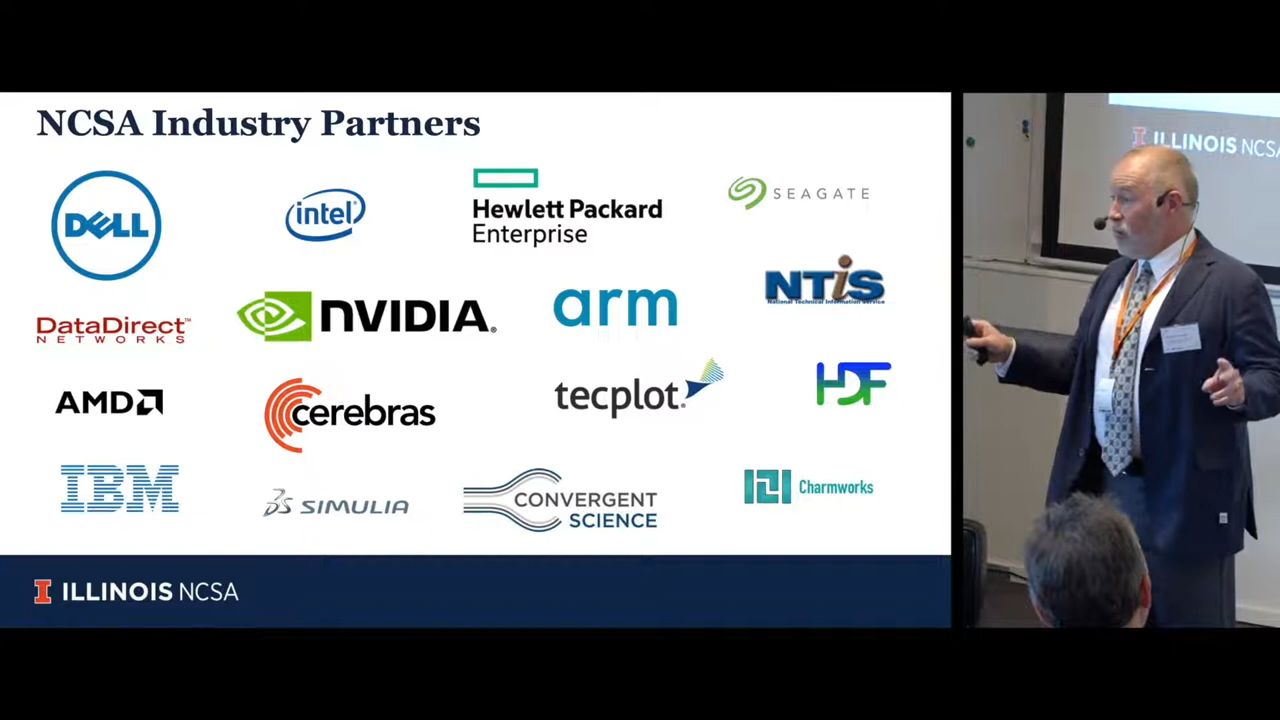 NCSA Industry Partners
DELL
intel
Hewlett Packard
Enterprise
SEAGATE
DataDirect™
NETWORKS
NVIDIA®
arm
NTiS
National Technical Information Service
AMD
cerebras
tecplot®
HDF
IBM
SIMULIA
CONVERGENT
SCIENCE
Charmworks
I ILLINOIS NCSA
I ILLINOIS NCSA